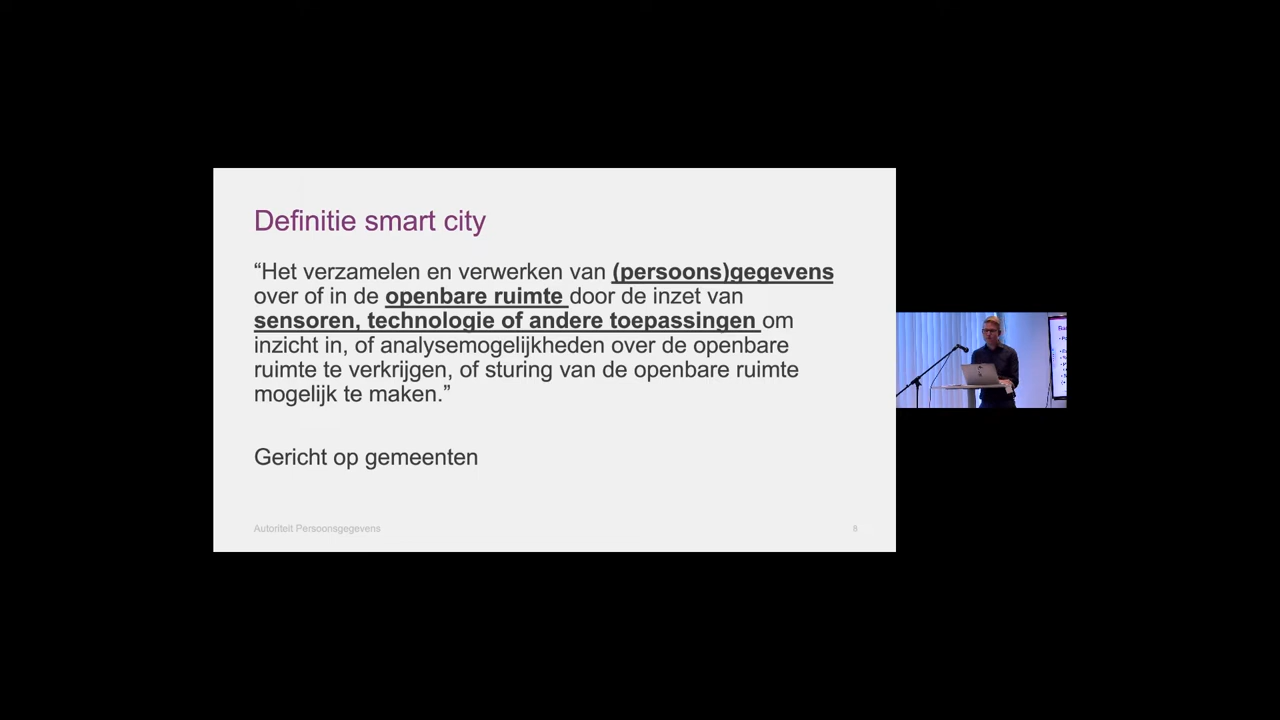 Definitie smart city
“Het verzamelen en verwerken van (persoons)gegevens
over of in de openbare ruimte door de inzet van
sensoren, technologie of andere toepassingen om
inzicht in, of analysemogelijkheden over de openbare
ruimte te verkrijgen, of sturing van de openbare ruimte
mogelijk te maken.”
Gericht op gemeenten
Autoriteit Persoonsgegevens
8